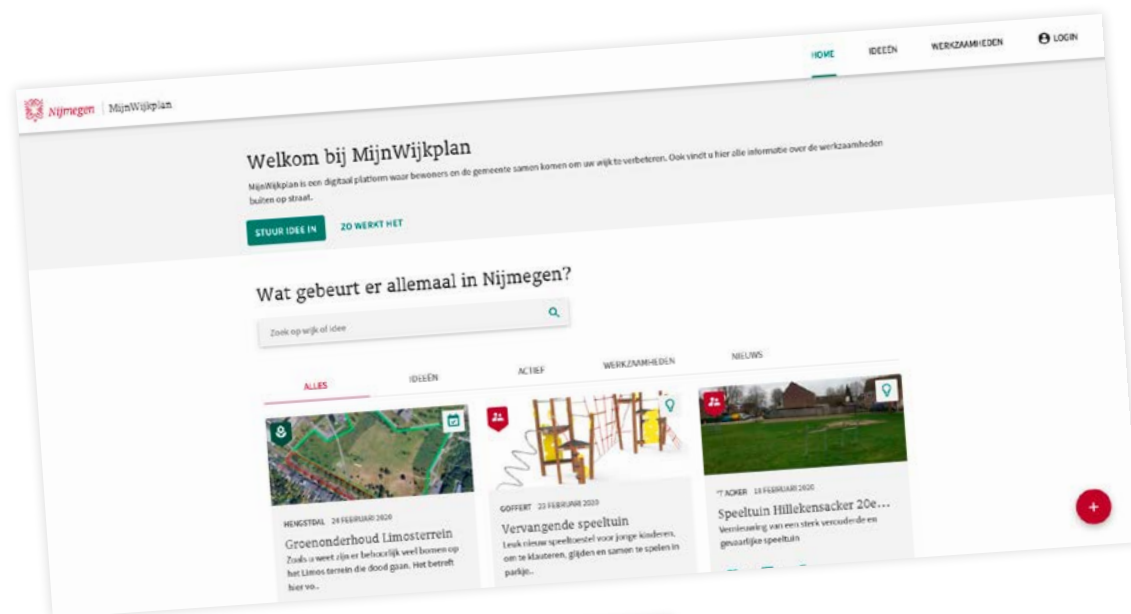 Nijmegen | MijnWijkplan
HOME IDEEËN WERKZAAMHEDEN LOGIN
Welkom bij MijnWijkplan
MijnWijkplan is een digitaal platform waar bewoners en de gemeente samen komen om uw wijk te verbeteren. Ook vindt u hier alle informatie over de werkzaamheden
buiten op straat.
STUUR IDEE IN ZO WERKT HET
Wat gebeurt er allemaal in Nijmegen?
Zoek op wijk of idee
ALLES IDEEËN ACTIEF WERKZAAMHEDEN NIEUWS
HENGSTDAL 24 FEBRUARI 2020
Groenonderhoud Limosterrein
Zoals u weet zijn er behoorlijk veel bomen op
het Limos terrein die dood gaan. Het betreft
hier vo..
GOFFERT 23 FEBRUARI 2020
Vervangende speeltuin
Leuk nieuw speeltoestel voor jonge kinderen,
om te klauteren, glijden en samen te spelen in
parkje..
'T ACKER 18 FEBRUARI 2020
Speeltuin Hillekensacker 20e...
Vernieuwing van een sterk verouderde en
gevaarlijke speeltuin